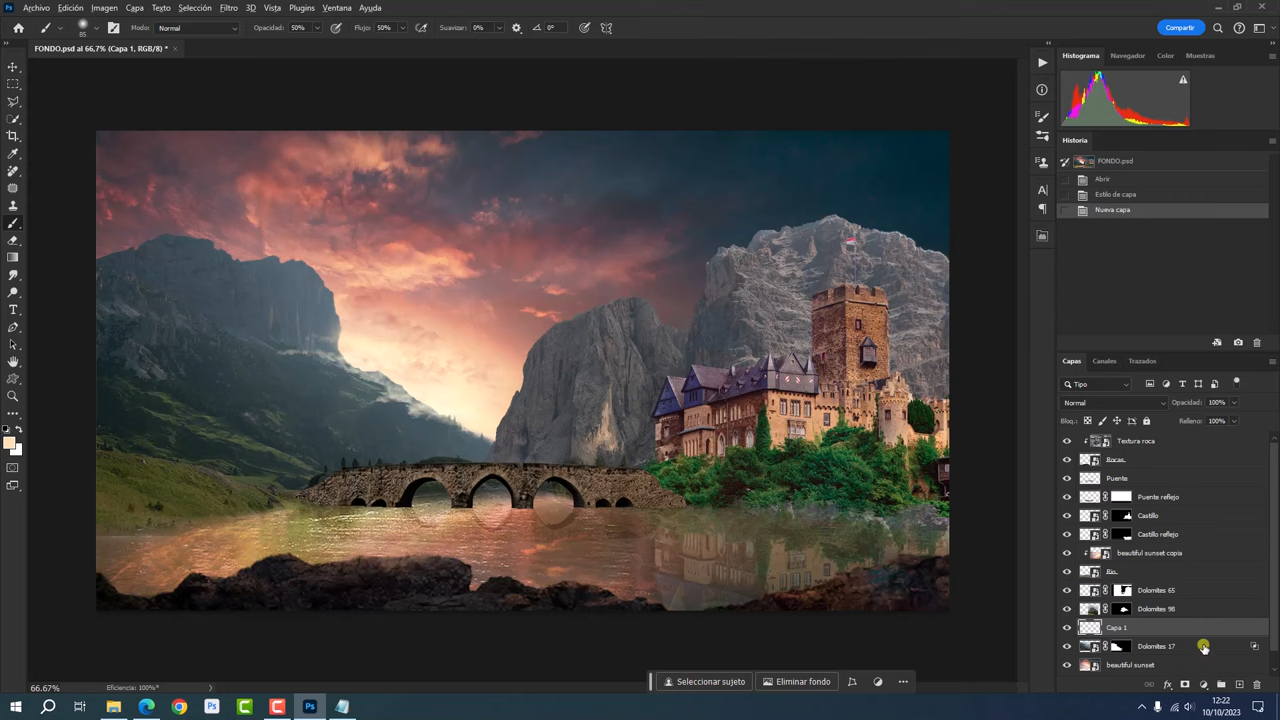 Ps Archivo Edición Imagen Capa Texto Selección Filtro 3D Vista Plugins Ventana Ayuda
85 Modo: Normal Opacidad: 50% Flujo: 50% Suavizar: 0% 0° Compartir
FONDO.psd al 66,7% (Capa 1, RGB/8) * ×
Histograma Navegador Color Muestras
Historia
FONDO.psd
Abrir
Estilo de capa
Nueva capa
Capas Canales Trazados
Tipo
Normal Opacidad: 100%
Bloq.: Relleno: 100%
Textura roca
Rocas
Puente
Puente reflejo
Castillo
Castillo reflejo
beautiful sunset copia
Rio
Dolomites 65
Dolomites 98
Capa 1
Dolomites 17
beautiful sunset
Seleccionar sujeto Eliminar fondo
66.67% Eficiencia: 100%*
12:22
10/10/2023